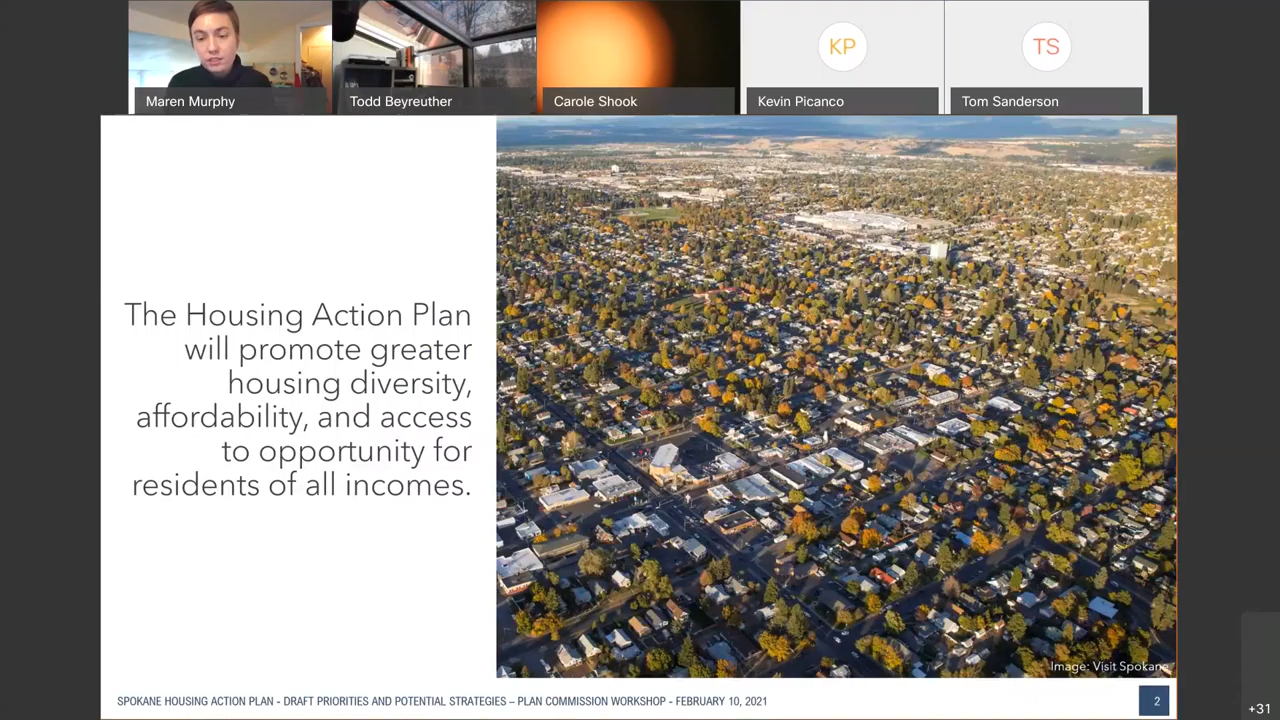 KP
TS
Maren Murphy
Todd Beyreuther
Carole Shook
Kevin Picanco
Tom Sanderson
The Housing Action Plan
will promote greater
housing diversity,
affordability, and access
to opportunity for
residents of all incomes.
Image: Visit Spokane
SPOKANE HOUSING ACTION PLAN - DRAFT PRIORITIES AND POTENTIAL STRATEGIES – PLAN COMMISSION WORKSHOP - FEBRUARY 10, 2021
2
+31